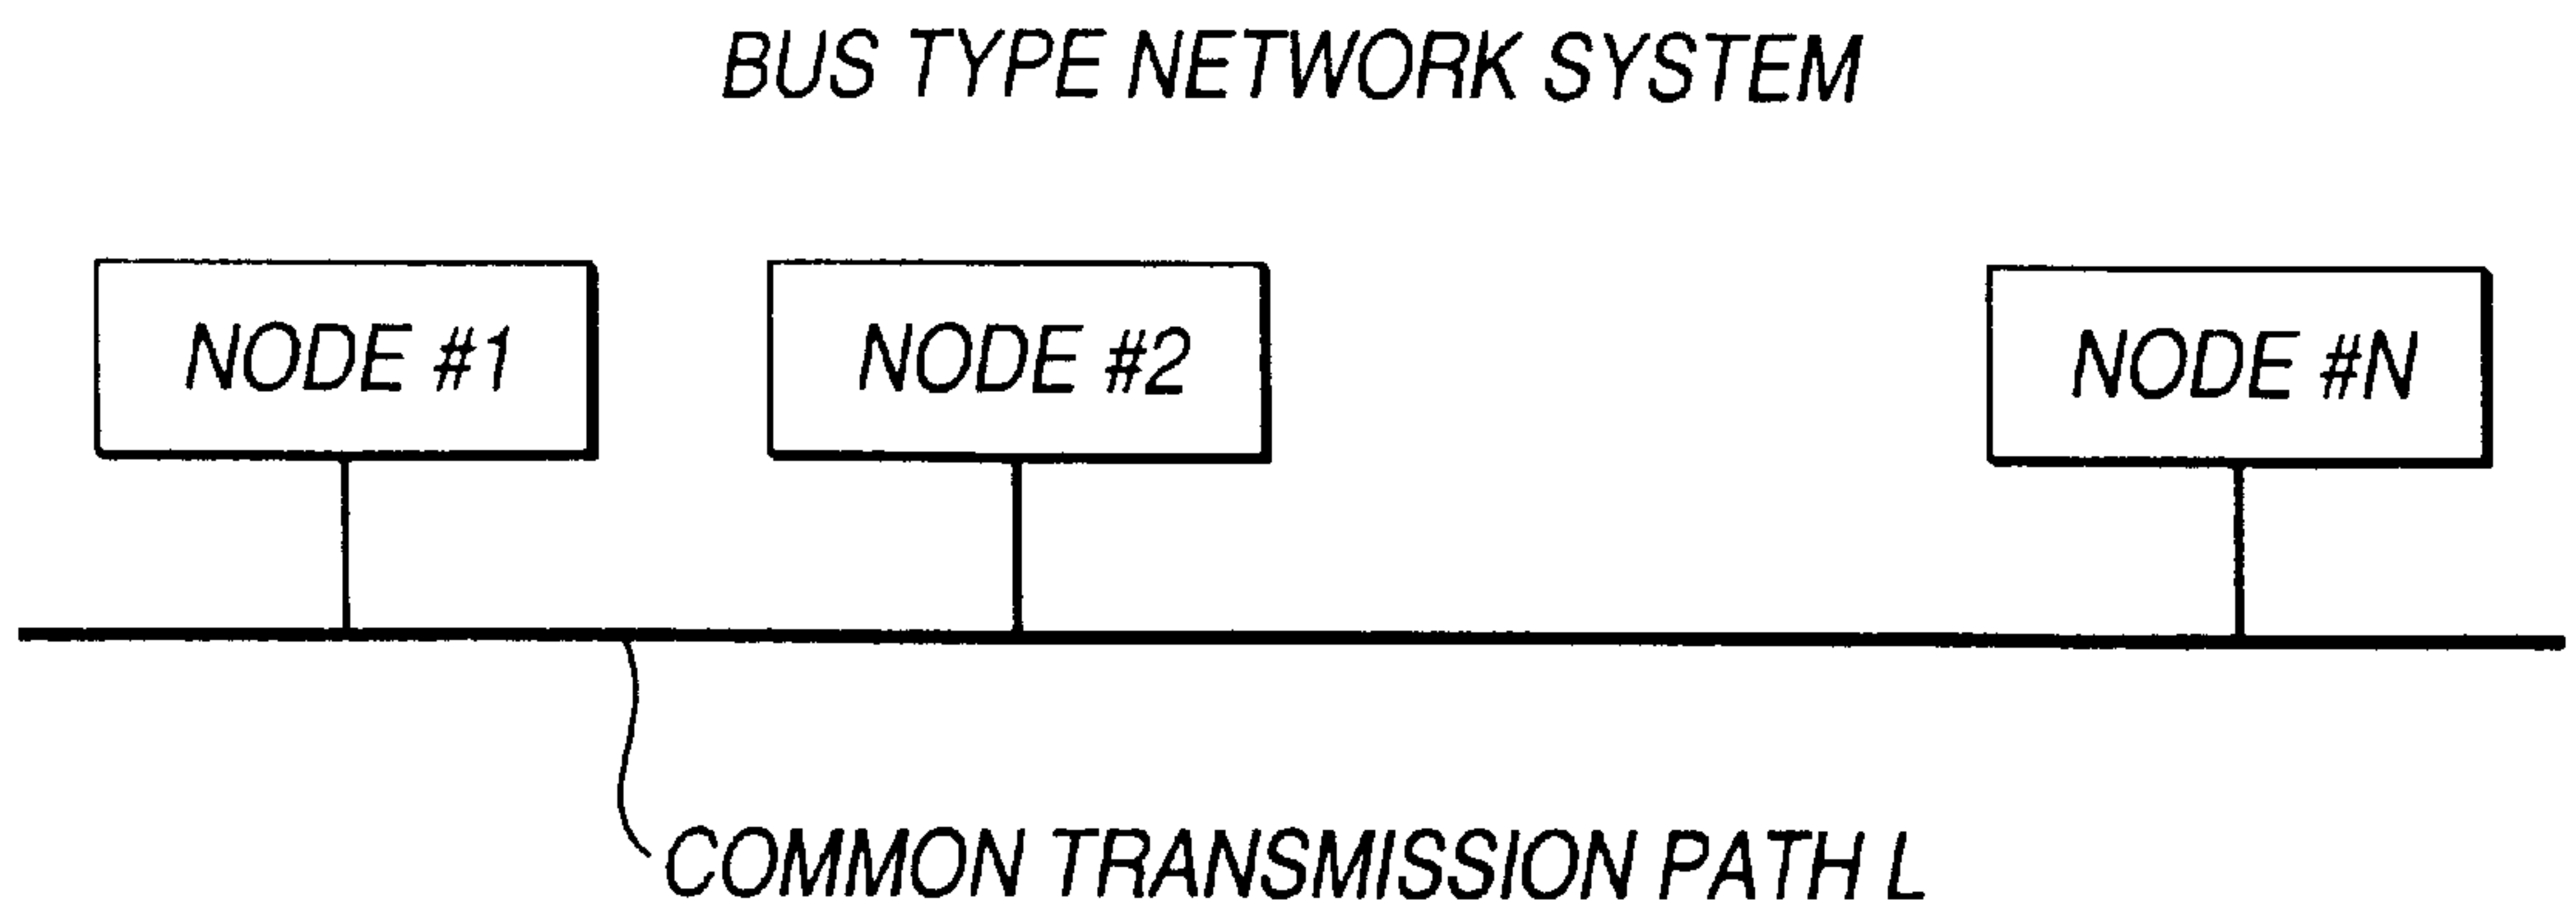 BUS TYPE NETWORK SYSTEM
NODE #1
NODE #2
NODE #N
COMMON TRANSMISSION PATH L